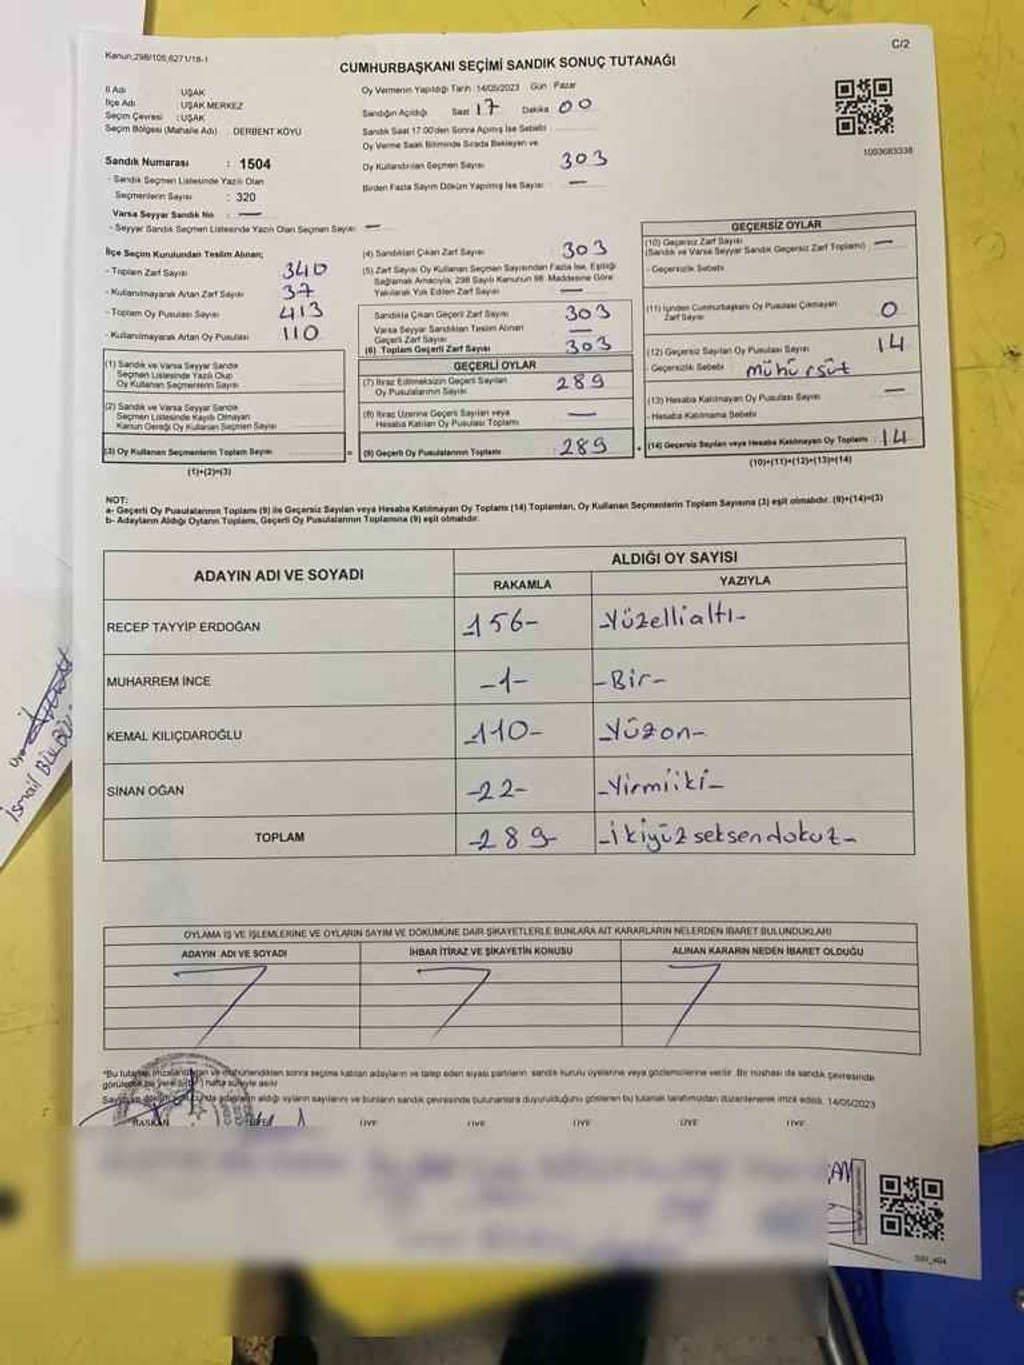 Kanun;298/105,6271/18-1
C/2
CUMHURBAŞKANI SEÇİMİ SANDIK SONUÇ TUTANAĞI
İl Adı UŞAK
İlçe Adı UŞAK MERKEZ
Seçim Çevresi : UŞAK
Seçim Bölgesi (Mahalle Adı) : DERBENT KÖYÜ
Sandık Numarası : 1504
- Sandık Seçmen Listesinde Yazılı Olan
Seçmenlerin Sayısı : 320
Varsa Seyyar Sandık No : —
- Seyyar Sandık Seçmen Listesinde Yazılı Olan Seçmen Sayısı : —
Oy Vermenin Yapıldığı Tarih : 14/05/2023 Gün : Pazar
Sandığın Açıldığı Saat 17 Dakika 00
Sandık Saat 17:00'den Sonra Açılmış İse Sebebi
Oy Verme Saati Bitiminde Sırada Bekleyen ve
Oy Kullandırılan Seçmen Sayısı 303
Birden Fazla Sayım Döküm Yapılmış İse Sayısı : —
1003683338
İlçe Seçim Kurulundan Teslim Alınan;
- Toplam Zarf Sayısı 340
- Kullanılmayarak Artan Zarf Sayısı 37
- Toplam Oy Pusulası Sayısı 413
- Kullanılmayarak Artan Oy Pusulası 110
(1) Sandık ve Varsa Seyyar Sandık
Seçmen Listesinde Yazılı Olup
Oy Kullanan Seçmenlerin Sayısı
(2) Sandık ve Varsa Seyyar Sandık
Seçmen Listesinde Kayıtlı Olmayan
Kanun Gereği Oy Kullanan Seçmen Sayısı
(3) Oy Kullanan Seçmenlerin Toplam Sayısı =
(1)+(2)=(3)
(4) Sandıktan Çıkan Zarf Sayısı 303
(5) Zarf Sayısı Oy Kullanan Seçmen Sayısından Fazla İse, Eşitliği
Sağlamak Amacıyla, 298 Sayılı Kanunun 98. Maddesine Göre
Yakılarak Yok Edilen Zarf Sayısı —
Sandıkta Çıkan Geçerli Zarf Sayısı 303
Varsa Seyyar Sandıktan Teslim Alınan
Geçerli Zarf Sayısı —
(6) Toplam Geçerli Zarf Sayısı 303
GEÇERLİ OYLAR
(7) İtiraz Edilmeksizin Geçerli Sayılan
Oy Pusulalarının Sayısı 289
(8) İtiraz Üzerine Geçerli Sayılan veya
Hesaba Katılan Oy Pusulası Toplamı —
(9) Geçerli Oy Pusulalarının Toplamı 289 +
GEÇERSİZ OYLAR
(10) Geçersiz Zarf Sayısı —
(Sandık ve Varsa Seyyar Sandık Geçersiz Zarf Toplamı)
- Geçersizlik Sebebi
(11) İçinden Cumhurbaşkanı Oy Pusulası Çıkmayan
Zarf Sayısı 0
(12) Geçersiz Sayılan Oy Pusulası Sayısı 14
- Geçersizlik Sebebi mühürsüt
(13) Hesaba Katılmayan Oy Pusulası Sayısı —
- Hesaba Katılmama Sebebi
(14) Geçersiz Sayılan veya Hesaba Katılmayan Oy Toplamı : 14
(10)+(11)+(12)+(13)=(14)
NOT:
a- Geçerli Oy Pusulalarının Toplamı (9) ile Geçersiz Sayılan veya Hesaba Katılmayan Oy Toplamı (14) Toplamları, Oy Kullanan Seçmenlerin Toplam Sayısına (3) eşit olmalıdır. (9)+(14)=(3)
b- Adayların Aldığı Oyların Toplamı, Geçerli Oy Pusulalarının Toplamına (9) eşit olmalıdır.
ADAYIN ADI VE SOYADI
ALDIĞI OY SAYISI
RAKAMLA YAZIYLA
RECEP TAYYİP ERDOĞAN -156- -Yüzellialtı-
MUHARREM İNCE -1- -Bir-
KEMAL KILIÇDAROĞLU -110- -Yüzon-
SİNAN OĞAN -22- -Yirmiiki-
TOPLAM -289- -İkiyüzseksendokuz-
OYLAMA İŞ VE İŞLEMLERİNE VE OYLARIN SAYIM VE DÖKÜMÜNE DAİR ŞİKAYETLERLE BUNLARA AİT KARARLARIN NELERDEN İBARET BULUNDUKLARI
ADAYIN ADI VE SOYADI İHBAR İTİRAZ VE ŞİKAYETİN KONUSU ALINAN KARARIN NEDEN İBARET OLDUĞU
*Bu tutanak imzalandıktan ve mühürlendikten sonra seçime katılan adayların ve talep eden siyasi partilerin, sandık kurulu üyelerine veya gözlemcilerine verilir. Bir nüshası da sandık çevresinde
görülebilir bir yere bir (1) hafta süreyle asılır.
adayların aldığı oyların sayılarını ve bunların sandık çevresinde bulunanlara duyurulduğunu gösteren bu tutanak tarafımızdan düzenlenerek imza edildi. 14/05/2023
BAŞKAN ÜYE ÜYE ÜYE ÜYE ÜYE ÜYE
Üye
İsmail